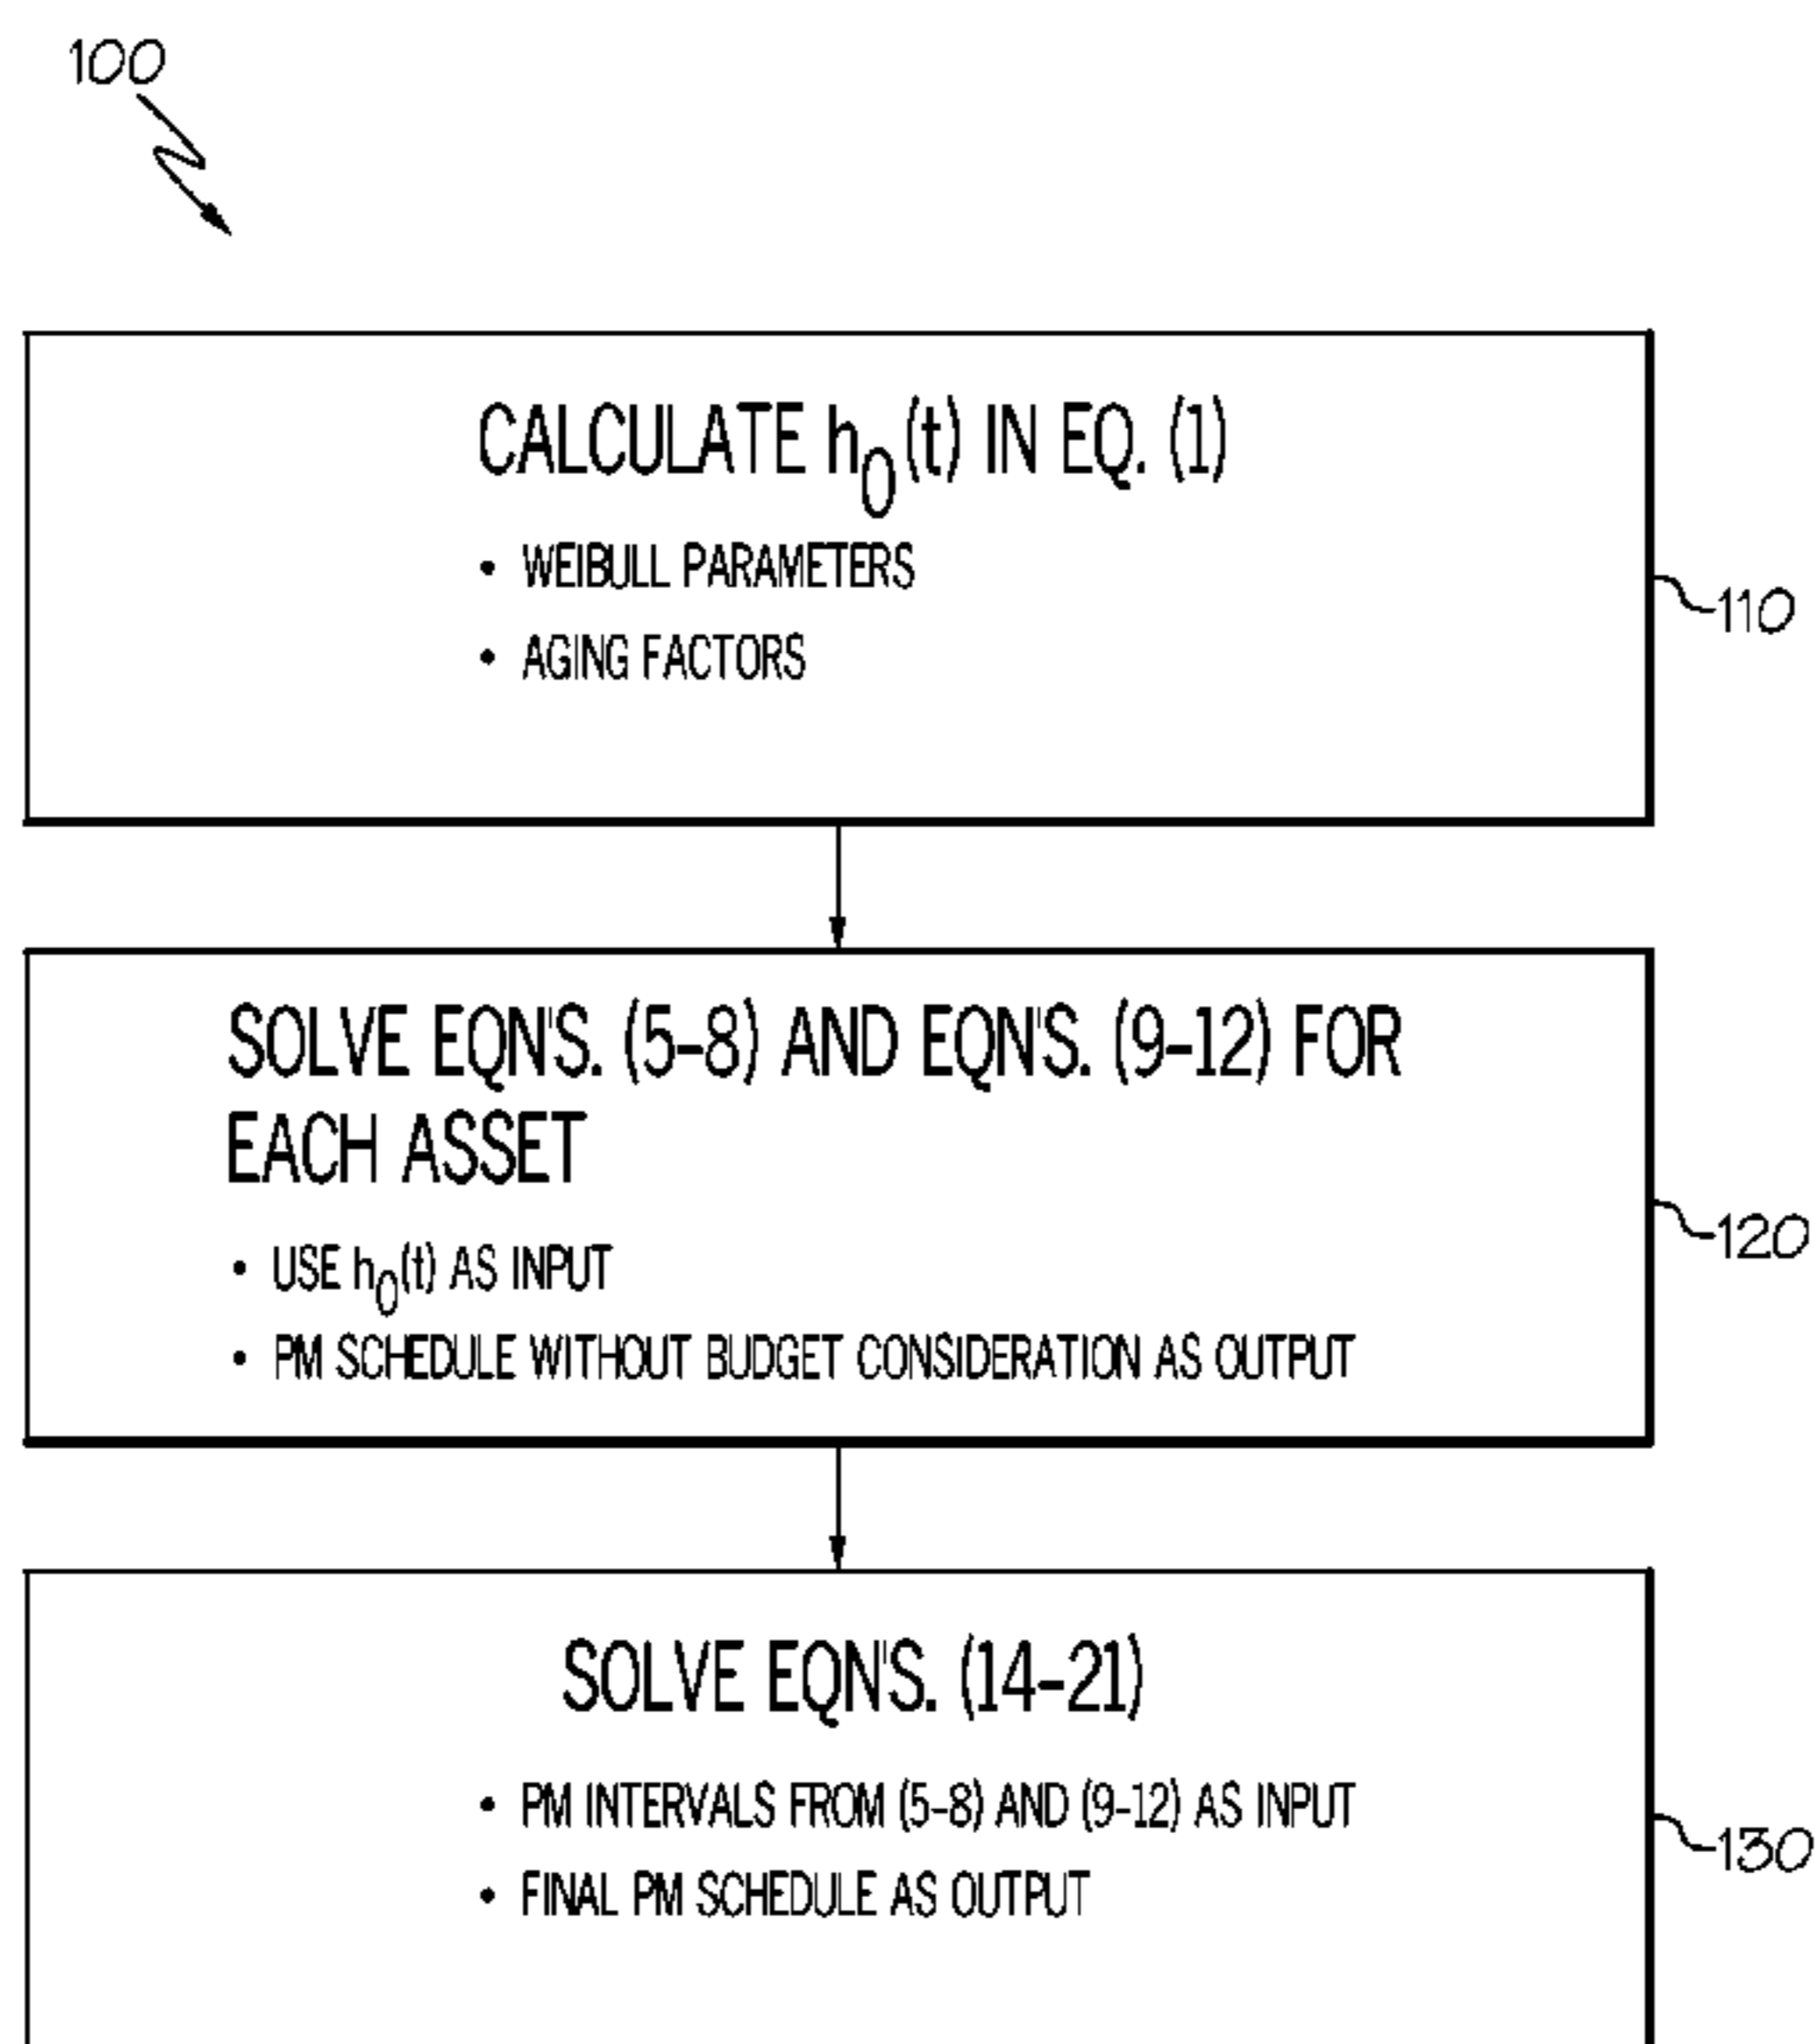 100
CALCULATE h0(t) IN EQ. (1)
• WEIBULL PARAMETERS
• AGING FACTORS
110
SOLVE EQN'S. (5-8) AND EQN'S. (9-12) FOR
EACH ASSET
• USE h0(t) AS INPUT
• PM SCHEDULE WITHOUT BUDGET CONSIDERATION AS OUTPUT
120
SOLVE EQN'S. (14-21)
• PM INTERVALS FROM (5-8) AND (9-12) AS INPUT
• FINAL PM SCHEDULE AS OUTPUT
130